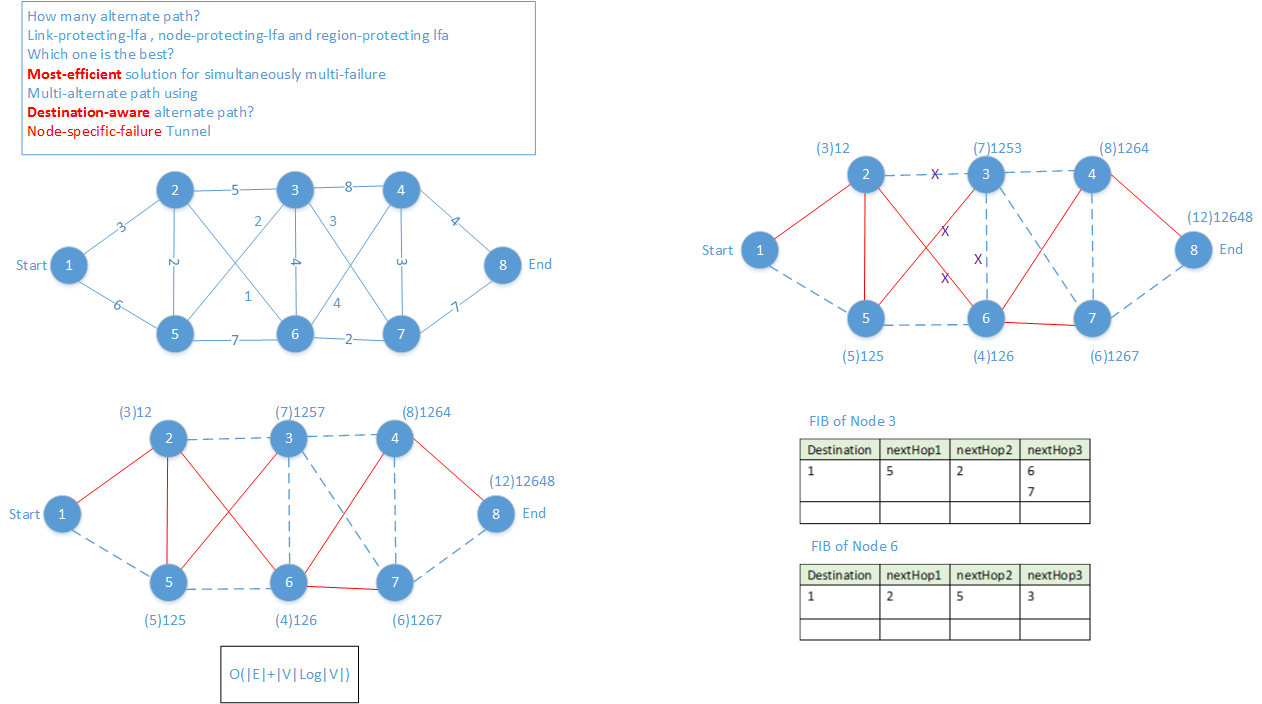 How many alternate path?
Link-protecting-lfa , node-protecting-lfa and region-protecting lfa
Which one is the best?
Most-efficient solution for simultaneously multi-failure
Multi-alternate path using
Destination-aware alternate path?
Node-specific-failure Tunnel
2 5 3 8 4
3 2 3 4
Start 1 2 4 3 8 End
6 1 4 7
5 7 6 2 7
(3)12 (7)1253 (8)1264
2 X 3 4
(12)12648
Start 1 X X 8 End
X
5 6 7
(5)125 (4)126 (6)1267
(3)12 (7)1257 (8)1264
2 3 4
(12)12648
Start 1 8 End
5 6 7
(5)125 (4)126 (6)1267
O(|E|+|V|Log|V|)
FIB of Node 3
Destination nextHop1 nextHop2 nextHop3
1 5 2 6
7
FIB of Node 6
Destination nextHop1 nextHop2 nextHop3
1 2 5 3